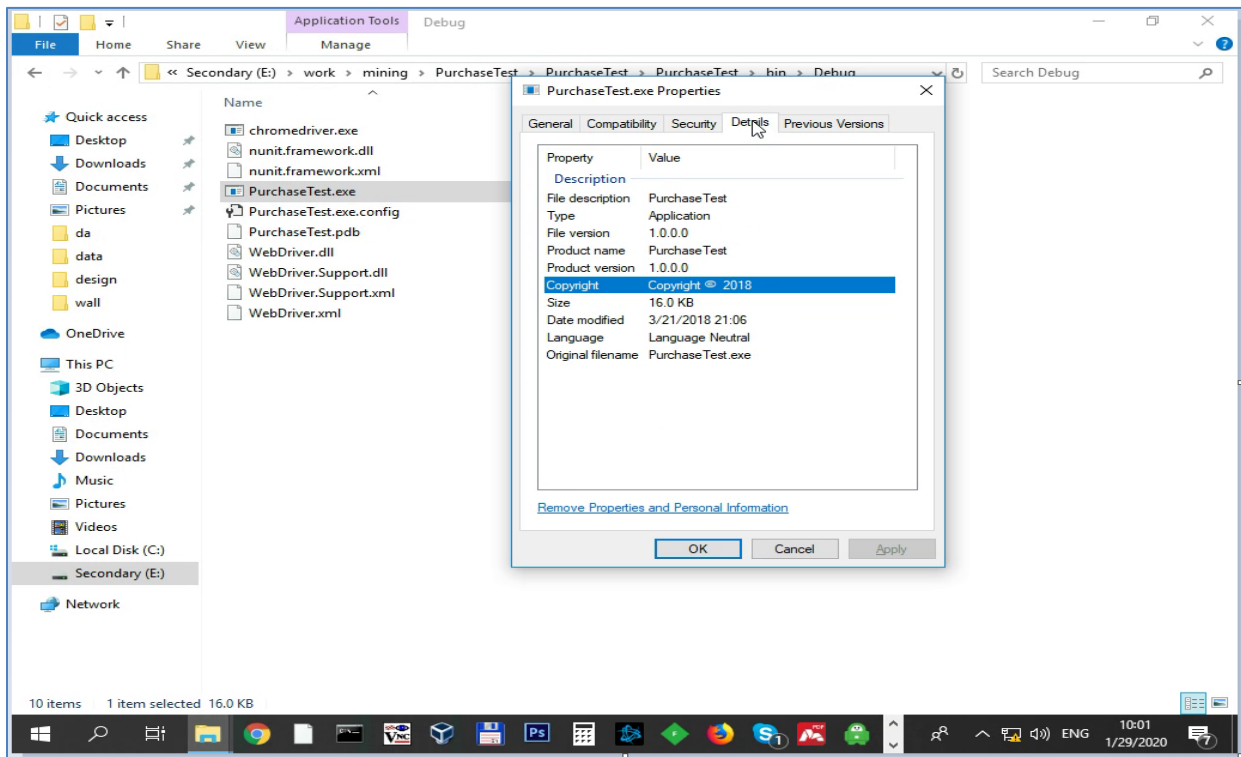 Application Tools
Debug
File Home Share View Manage
« Secondary (E:) › work › mining › PurchaseTest › PurchaseTest › PurchaseTest › bin › Debug
Search Debug
Quick access
Desktop
Downloads
Documents
Pictures
da
data
design
wall
OneDrive
This PC
3D Objects
Desktop
Documents
Downloads
Music
Pictures
Videos
Local Disk (C:)
Secondary (E:)
Network
Name
chromedriver.exe
nunit.framework.dll
nunit.framework.xml
PurchaseTest.exe
PurchaseTest.exe.config
PurchaseTest.pdb
WebDriver.dll
WebDriver.Support.dll
WebDriver.Support.xml
WebDriver.xml
PurchaseTest.exe Properties
General Compatibility Security Details Previous Versions
Property Value
Description
File description PurchaseTest
Type Application
File version 1.0.0.0
Product name PurchaseTest
Product version 1.0.0.0
Copyright Copyright © 2018
Size 16.0 KB
Date modified 3/21/2018 21:06
Language Language Neutral
Original filename PurchaseTest.exe
Remove Properties and Personal Information
OK Cancel Apply
10 items 1 item selected 16.0 KB
VNC
Ps
PDF
1
ENG
10:01
1/29/2020
7